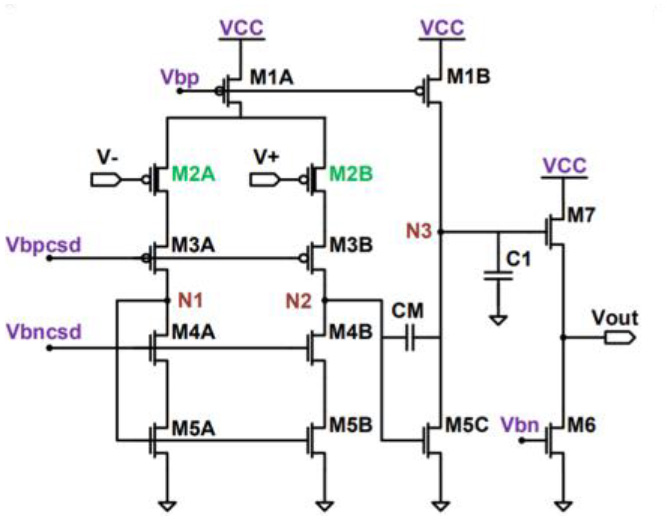 VCC
VCC
Vbp
M1A
M1B
V-
M2A
V+
M2B
VCC
M7
Vbpcsd
M3A
M3B
N3
C1
N1
N2
CM
Vout
Vbncsd
M4A
M4B
M5A
M5B
M5C
Vbn
M6